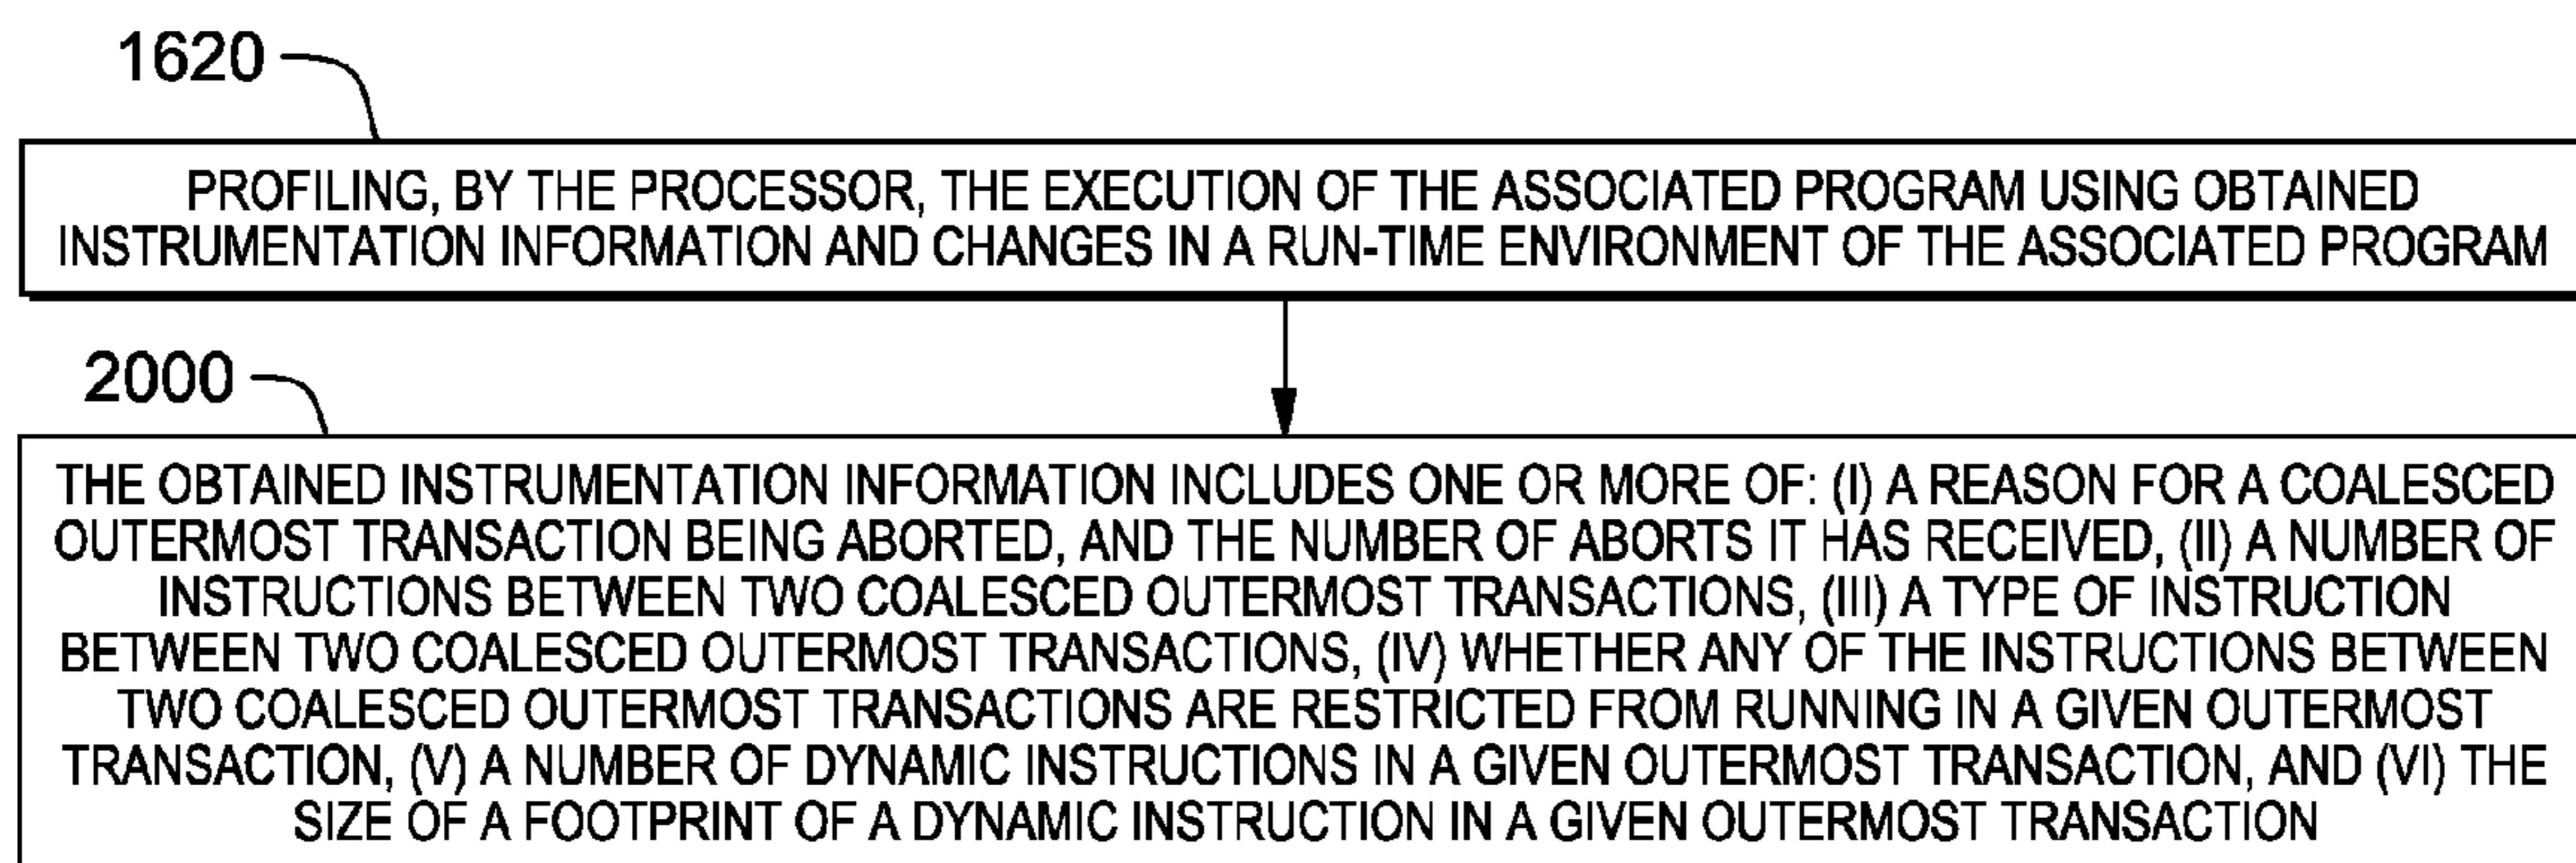 1620
PROFILING, BY THE PROCESSOR, THE EXECUTION OF THE ASSOCIATED PROGRAM USING OBTAINED
INSTRUMENTATION INFORMATION AND CHANGES IN A RUN-TIME ENVIRONMENT OF THE ASSOCIATED PROGRAM
2000
THE OBTAINED INSTRUMENTATION INFORMATION INCLUDES ONE OR MORE OF: (I) A REASON FOR A COALESCED
OUTERMOST TRANSACTION BEING ABORTED, AND THE NUMBER OF ABORTS IT HAS RECEIVED, (II) A NUMBER OF
INSTRUCTIONS BETWEEN TWO COALESCED OUTERMOST TRANSACTIONS, (III) A TYPE OF INSTRUCTION
BETWEEN TWO COALESCED OUTERMOST TRANSACTIONS, (IV) WHETHER ANY OF THE INSTRUCTIONS BETWEEN
TWO COALESCED OUTERMOST TRANSACTIONS ARE RESTRICTED FROM RUNNING IN A GIVEN OUTERMOST
TRANSACTION, (V) A NUMBER OF DYNAMIC INSTRUCTIONS IN A GIVEN OUTERMOST TRANSACTION, AND (VI) THE
SIZE OF A FOOTPRINT OF A DYNAMIC INSTRUCTION IN A GIVEN OUTERMOST TRANSACTION